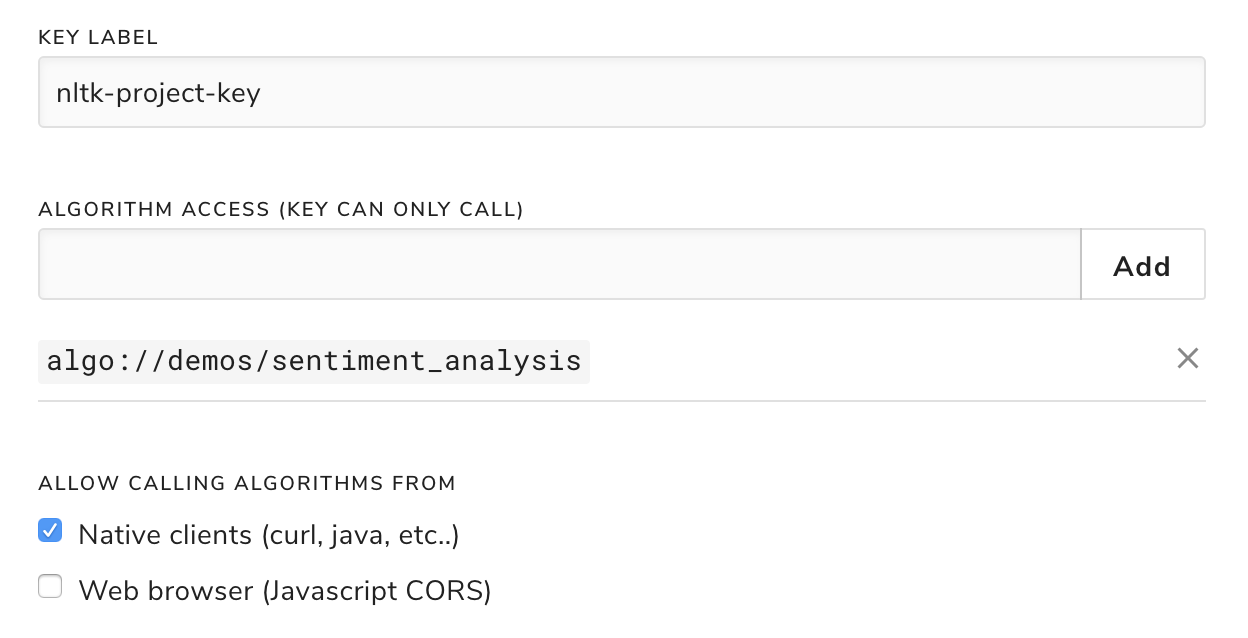 KEY LABEL
nltk-project-key
ALGORITHM ACCESS (KEY CAN ONLY CALL)
Add
algo://demos/sentiment_analysis
ALLOW CALLING ALGORITHMS FROM
Native clients (curl, java, etc..)
Web browser (Javascript CORS)